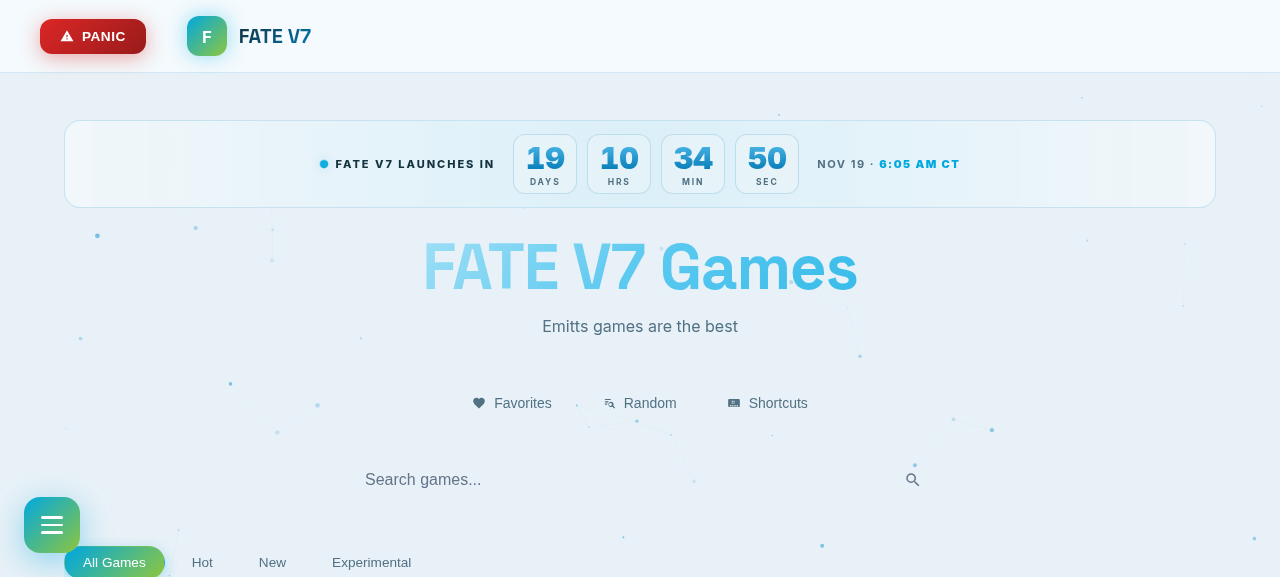 PANIC
F
FATE V7
FATE V7 LAUNCHES IN
19 DAYS
10 HRS
34 MIN
50 SEC
NOV 19 · 6:05 AM CT
FATE V7 Games
Emitts games are the best
Favorites
Random
Shortcuts
Search games...
All Games
Hot
New
Experimental